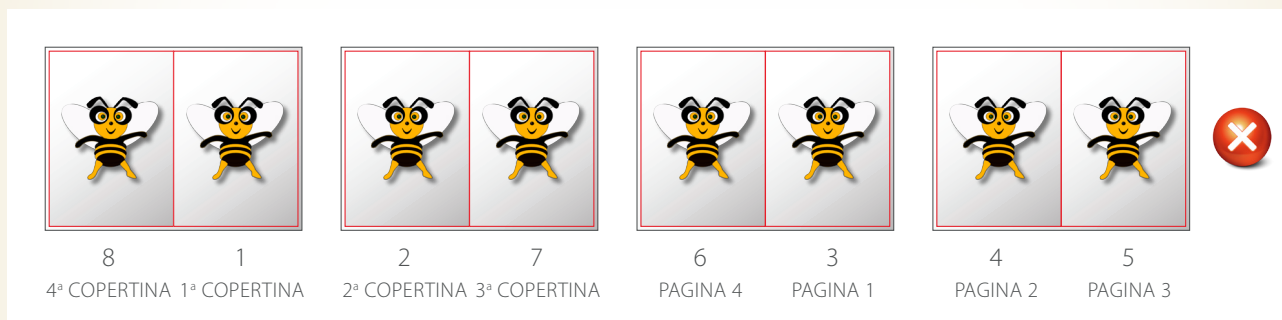 8 1 2 7 6 3 4 5
4ª COPERTINA 1ª COPERTINA 2ª COPERTINA 3ª COPERTINA PAGINA 4 PAGINA 1 PAGINA 2 PAGINA 3